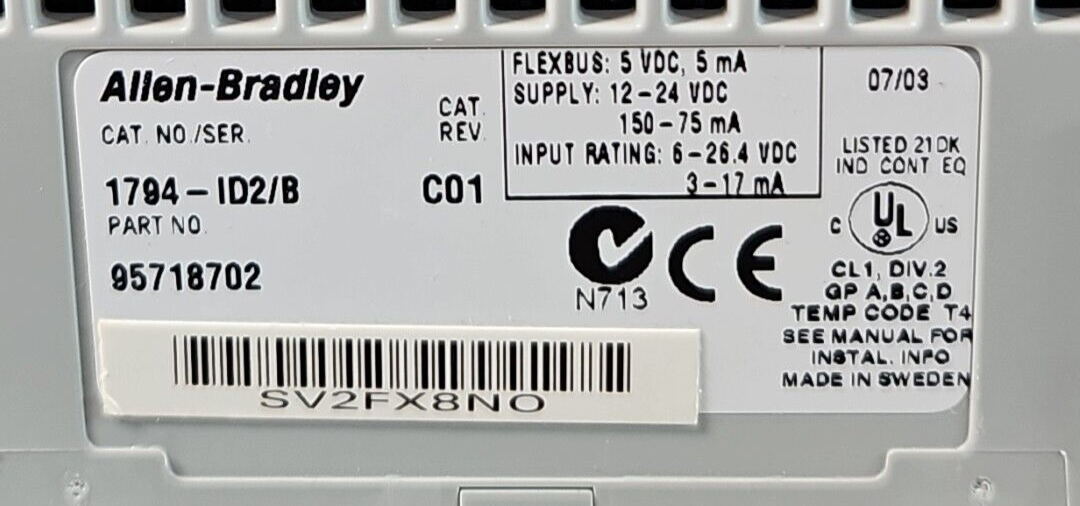 Allen-Bradley
CAT. NO./SER.
CAT.
REV.
1794-ID2/B
C01
PART NO.
95718702
FLEXBUS: 5 VDC, 5 mA
SUPPLY: 12-24 VDC
150-75 mA
INPUT RATING: 6-26.4 VDC
3-17 mA
07/03
LISTED 21DK
IND CONT EQ
C UL US
CL1, DIV.2
GP A,B,C,D
TEMP CODE T4
SEE MANUAL FOR
INSTAL. INFO
MADE IN SWEDEN
N713
CE
SV2FX8NO